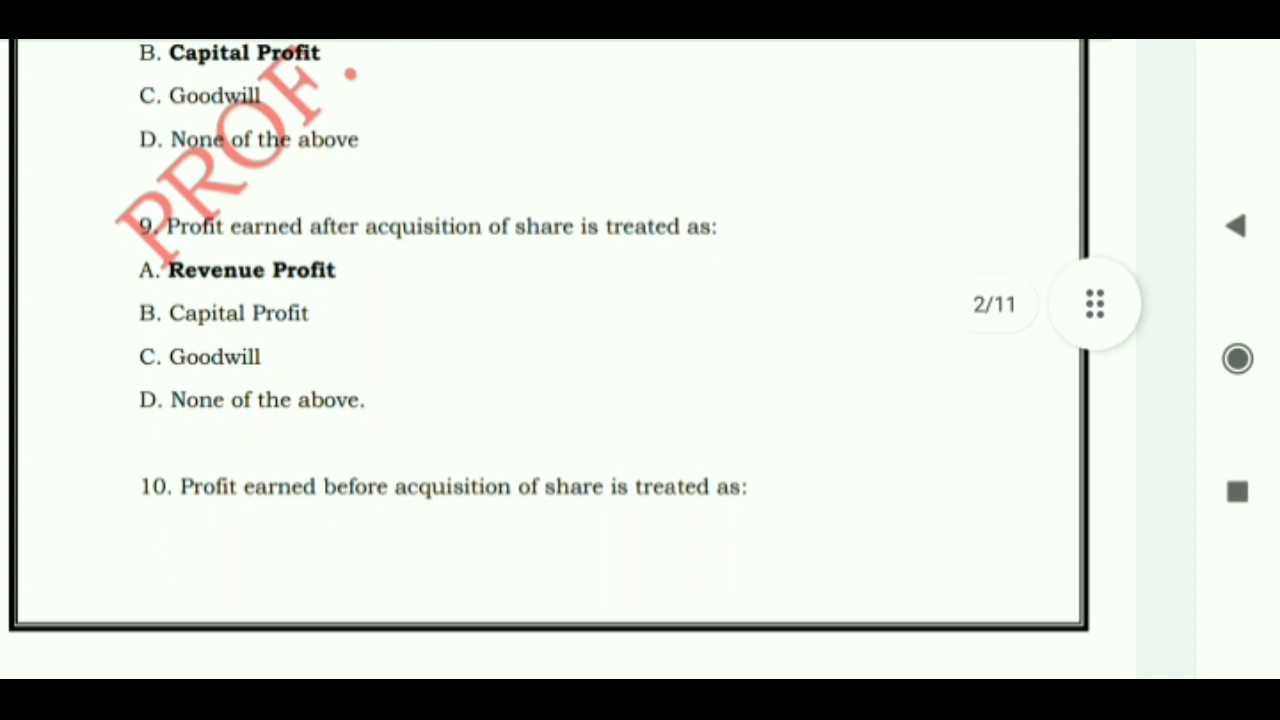 B. Capital Profit
C. Goodwill
D. None of the above
PROF.
9. Profit earned after acquisition of share is treated as:
A. Revenue Profit
B. Capital Profit
C. Goodwill
D. None of the above.
2/11
10. Profit earned before acquisition of share is treated as: